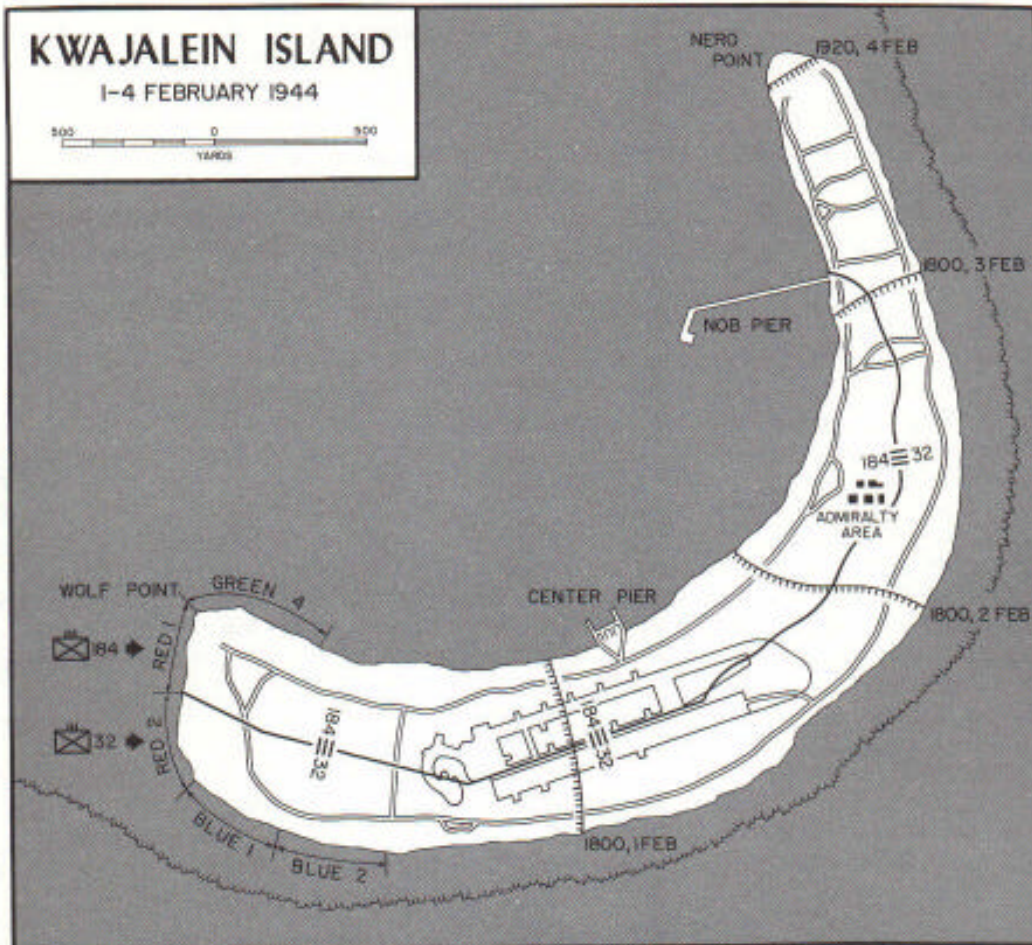 KWAJALEIN ISLAND
1-4 FEBRUARY 1944
500 0 500
YARDS
NERO
POINT
1920, 4 FEB
1800, 3 FEB
NOB PIER
184 32
ADMIRALTY
AREA
WOLF POINT
GREEN 4
CENTER PIER
1800, 2 FEB
184
RED 1
32
RED 2
184 32
184 32
BLUE 1
BLUE 2
1800, 1 FEB